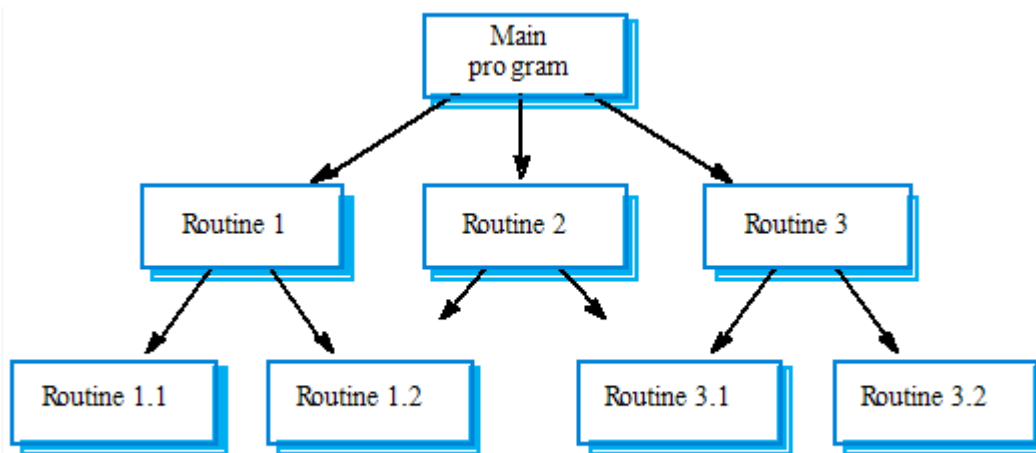 Main
pro gram
Routine 1
Routine 2
Routine 3
Routine 1.1
Routine 1.2
Routine 3.1
Routine 3.2